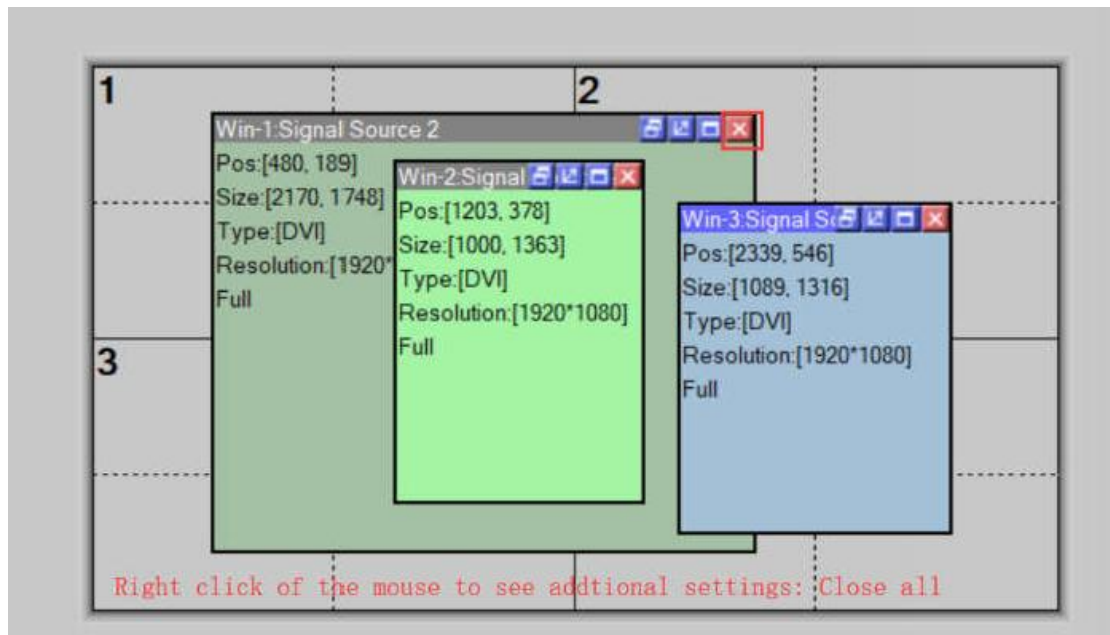 1
2
Win-1:Signal Source 2
Pos:[480, 189]
Size:[2170, 1748]
Type:[DVI]
Resolution:[1920*
Full
Win-2:Signal
Pos:[1203, 378]
Size:[1000, 1363]
Type:[DVI]
Resolution:[1920*1080]
Full
Win-3:Signal
Pos:[2339, 546]
Size:[1089, 1316]
Type:[DVI]
Resolution:[1920*1080]
Full
3
Right click of the mouse to see addtional settings: Close all